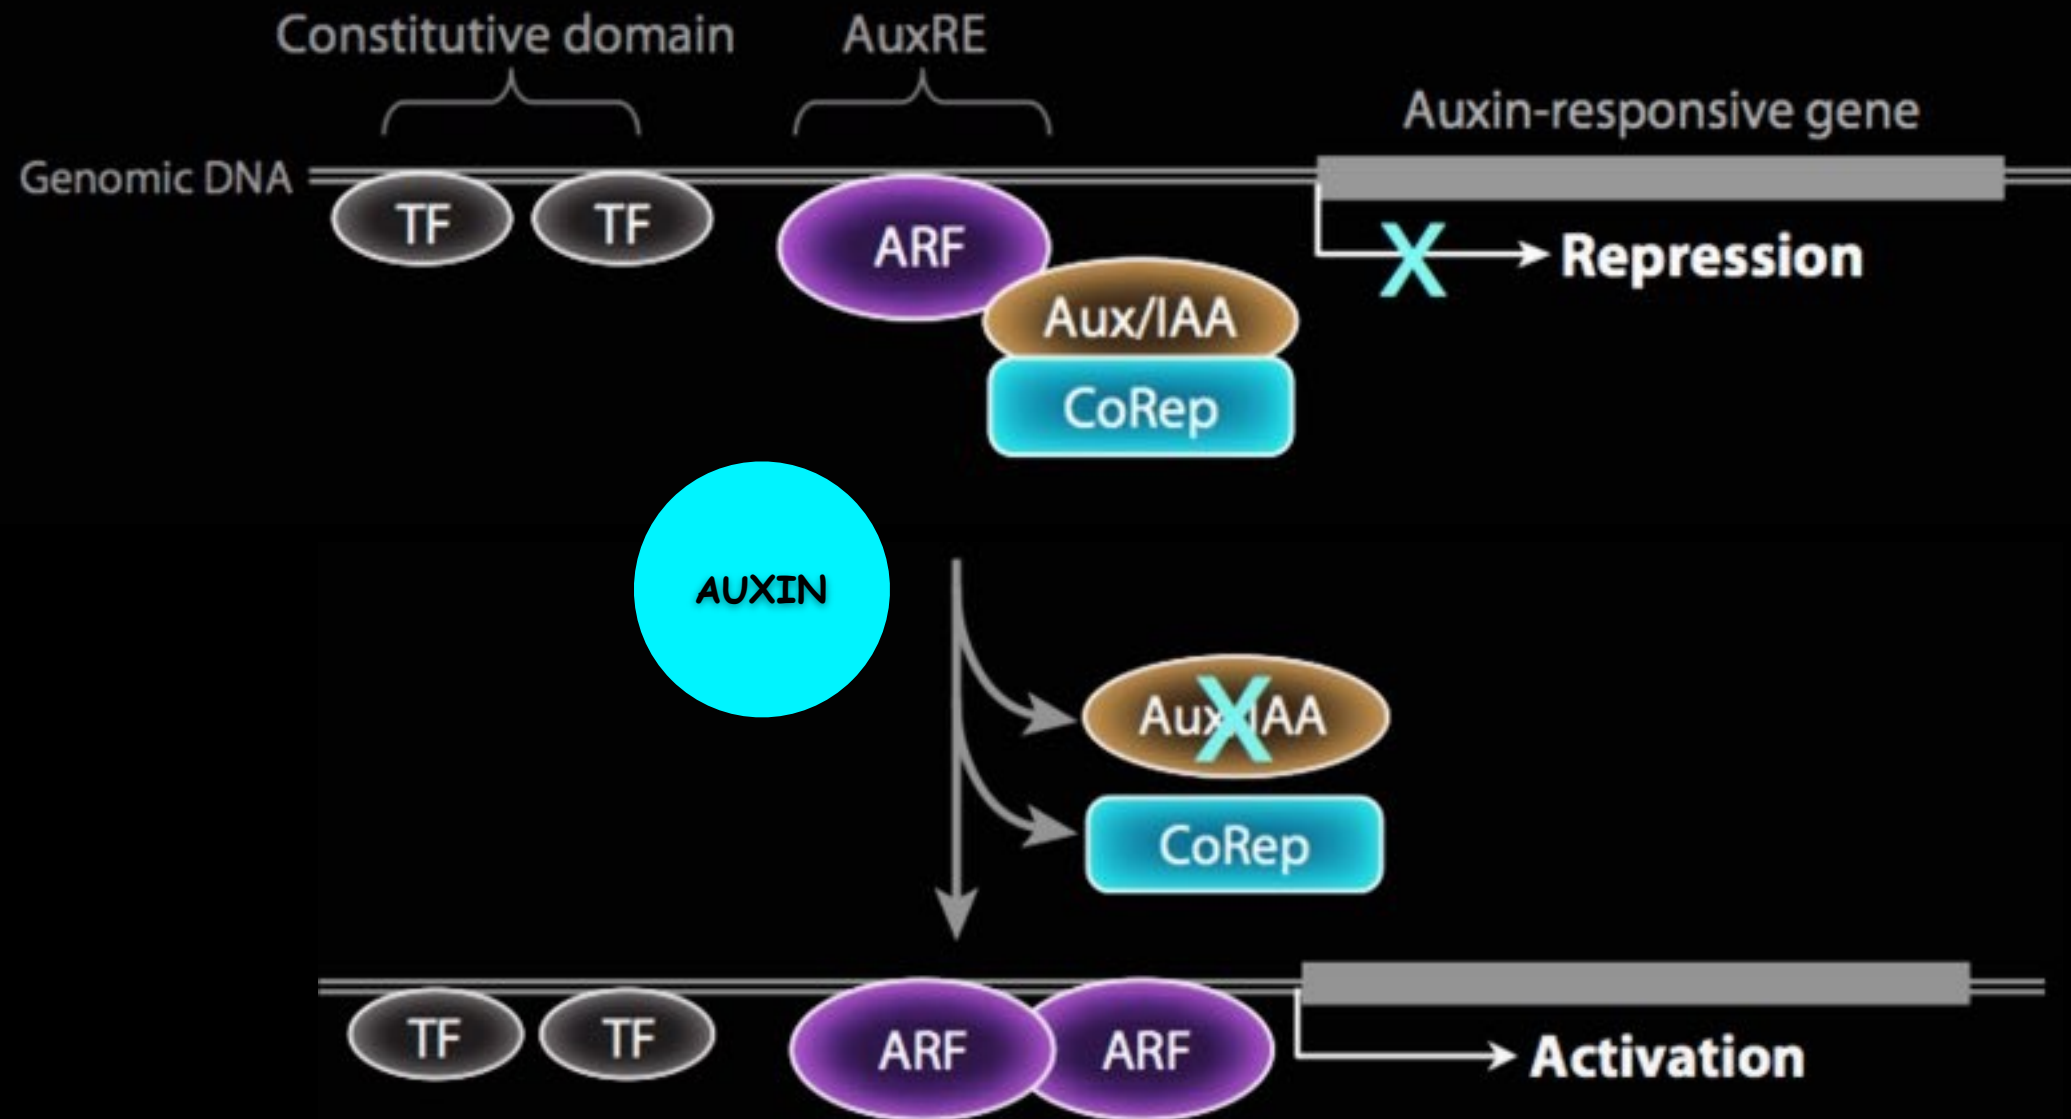 Constitutive domain
AuxRE
Auxin-responsive gene
Genomic DNA
TF
TF
ARF
X
Repression
Aux/IAA
CoRep
AUXIN
Aux/IAA
X
CoRep
TF
TF
ARF
ARF
Activation